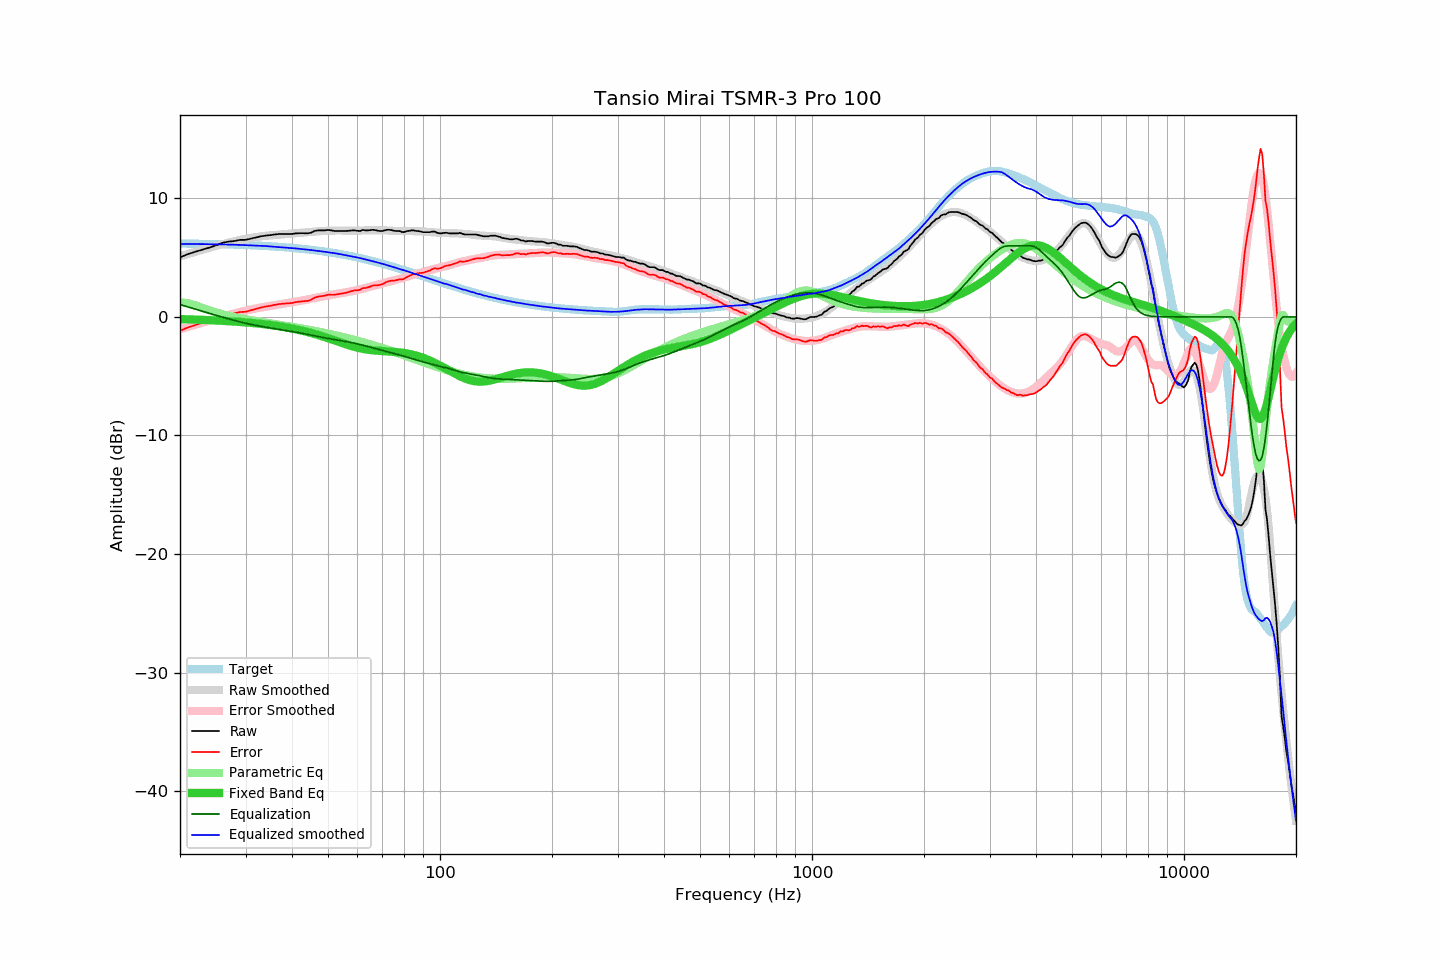 Tansio Mirai TSMR-3 Pro 100
10
0
−10
−20
−30
−40
Amplitude (dBr)
Target
Raw Smoothed
Error Smoothed
Raw
Error
Parametric Eq
Fixed Band Eq
Equalization
Equalized smoothed
100
1000
10000
Frequency (Hz)